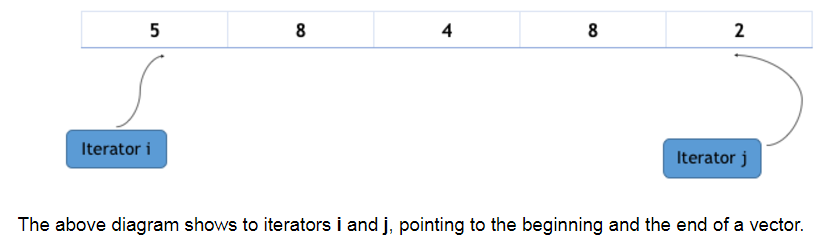 5 8 4 8 2
Iterator i
Iterator j
The above diagram shows to iterators i and j, pointing to the beginning and the end of a vector.